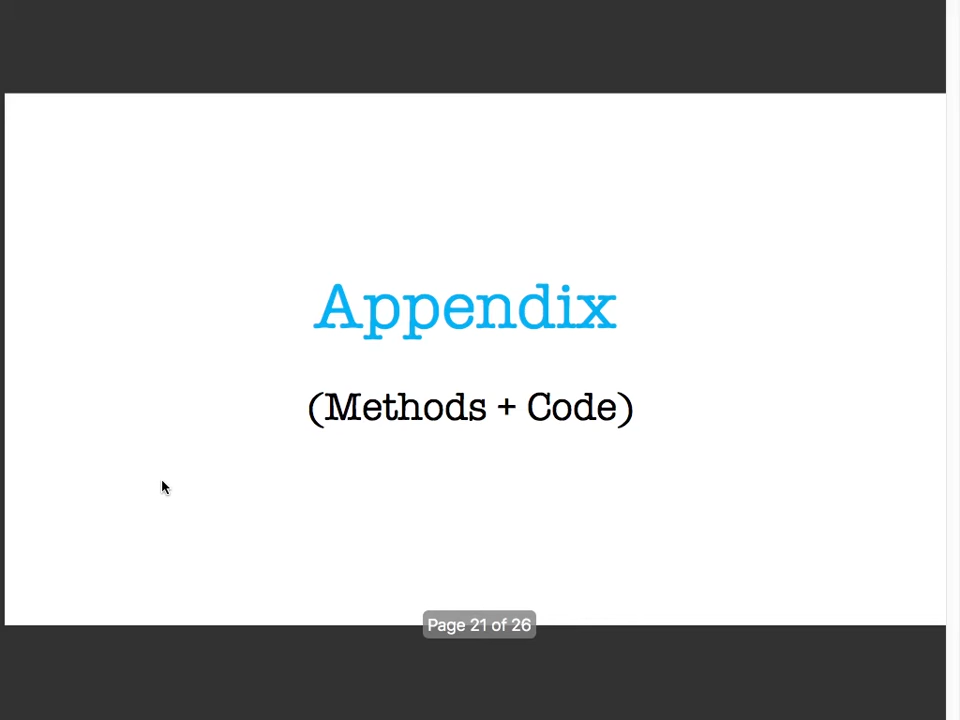 Appendix
(Methods + Code)
Page 21 of 26